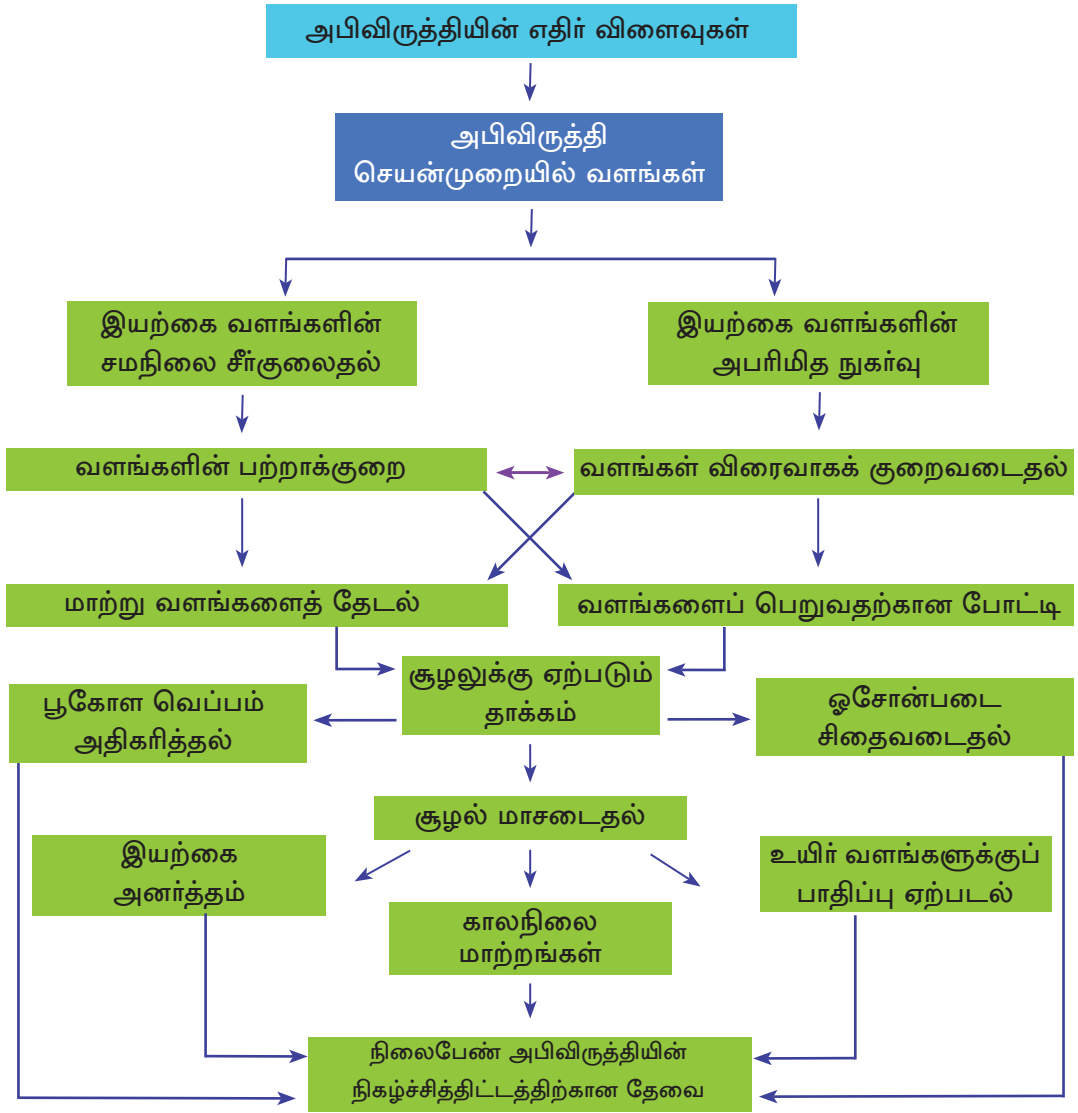 அபிவிருத்தியின் எதிர் விளைவுகள்
அபிவிருத்தி
செயன்முறையில் வளங்கள்
இயற்கை வளங்களின்
சமநிலை சீர்குலைதல்
இயற்கை வளங்களின்
அபரிமித நுகர்வு
வளங்களின் பற்றாக்குறை
வளங்கள் விரைவாகக் குறைவடைதல்
மாற்று வளங்களைத் தேடல்
வளங்களைப் பெறுவதற்கான போட்டி
சூழலுக்கு ஏற்படும்
தாக்கம்
பூகோள வெப்பம்
அதிகரித்தல்
ஓசோன்படை
சிதைவடைதல்
சூழல் மாசடைதல்
இயற்கை
அனர்த்தம்
உயிர் வளங்களுக்குப்
பாதிப்பு ஏற்படல்
காலநிலை
மாற்றங்கள்
நிலைபேண் அபிவிருத்தியின்
நிகழ்ச்சித்திட்டத்திற்கான தேவை